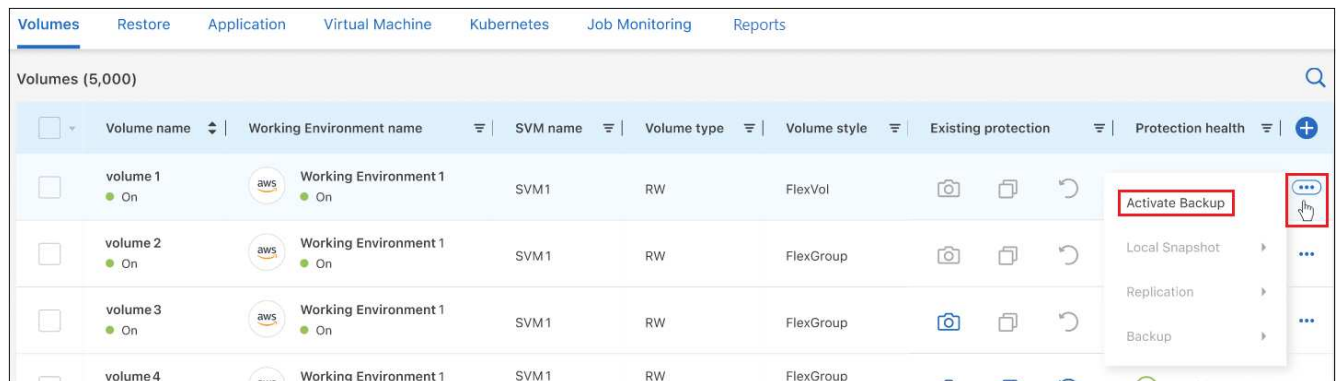 Volumes Restore Application Virtual Machine Kubernetes Job Monitoring Reports
Volumes (5,000)
Volume name Working Environment name SVM name Volume type Volume style Existing protection Protection health
volume 1 aws Working Environment 1 SVM1 RW FlexVol
On On
Activate Backup
volume 2 aws Working Environment 1 SVM1 RW FlexGroup
On On
Local Snapshot
Replication
volume 3 aws Working Environment 1 SVM1 RW FlexGroup
On On
Backup
volume 4 Working Environment 1 SVM1 RW FlexGroup